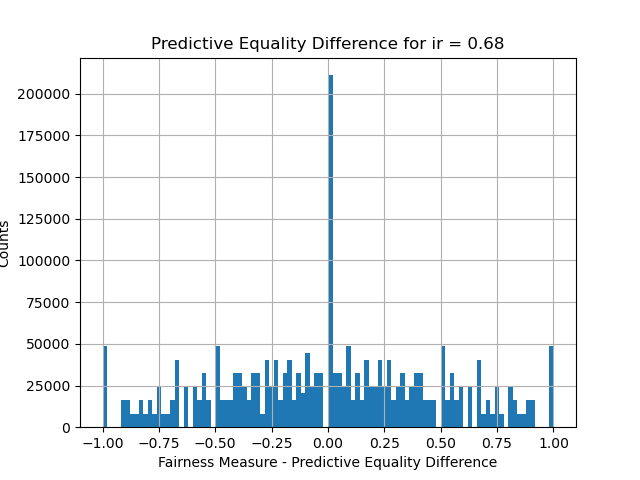 Predictive Equality Difference for ir = 0.68
200000
175000
150000
125000
100000
75000
50000
25000
0
Counts
−1.00 −0.75 −0.50 −0.25 0.00 0.25 0.50 0.75 1.00
Fairness Measure - Predictive Equality Difference